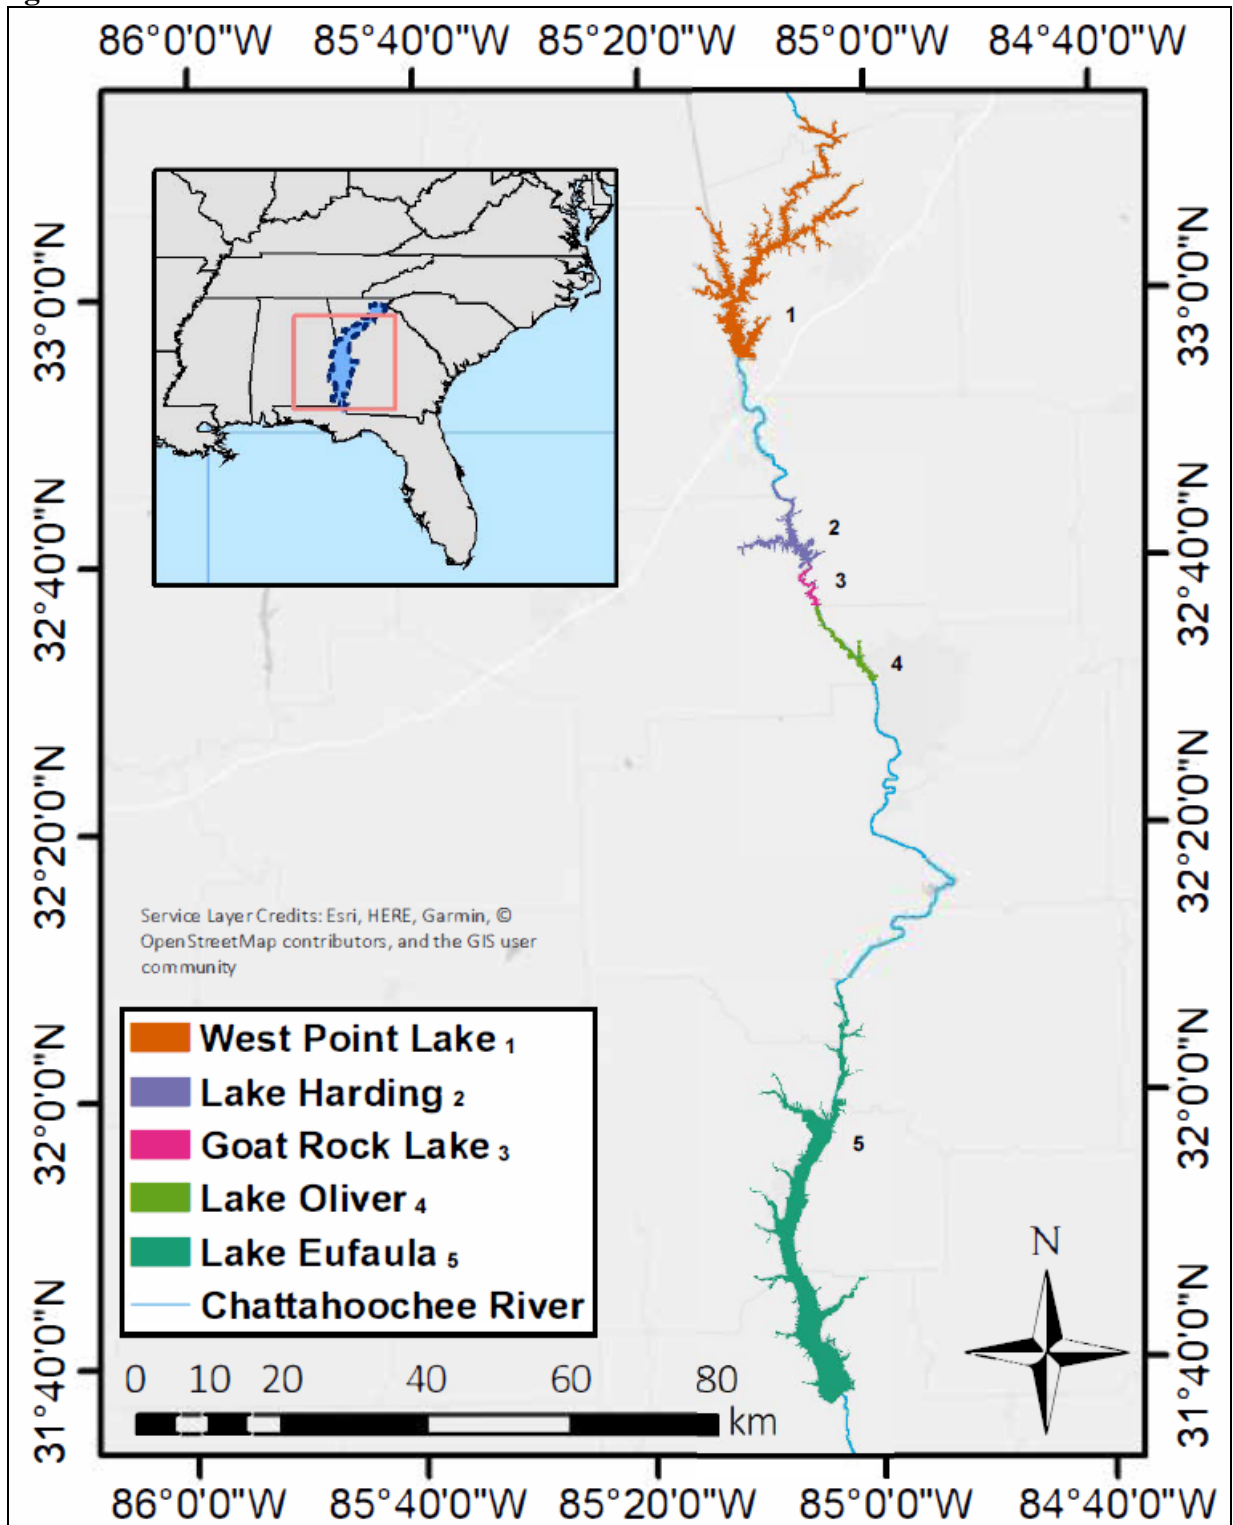 86°0'0"W 85°40'0"W 85°20'0"W 85°0'0"W 84°40'0"W
33°0'0"N
32°40'0"N
32°20'0"N
32°0'0"N
31°40'0"N
33°0'0"N
32°40'0"N
32°20'0"N
32°0'0"N
31°40'0"N
1
2
3
4
5
Service Layer Credits: Esri, HERE, Garmin, ©
OpenStreetMap contributors, and the GIS user
community
West Point Lake 1
Lake Harding 2
Goat Rock Lake 3
Lake Oliver 4
Lake Eufaula 5
Chattahoochee River
N
0 10 20 40 60 80
km
86°0'0"W 85°40'0"W 85°20'0"W 85°0'0"W 84°40'0"W